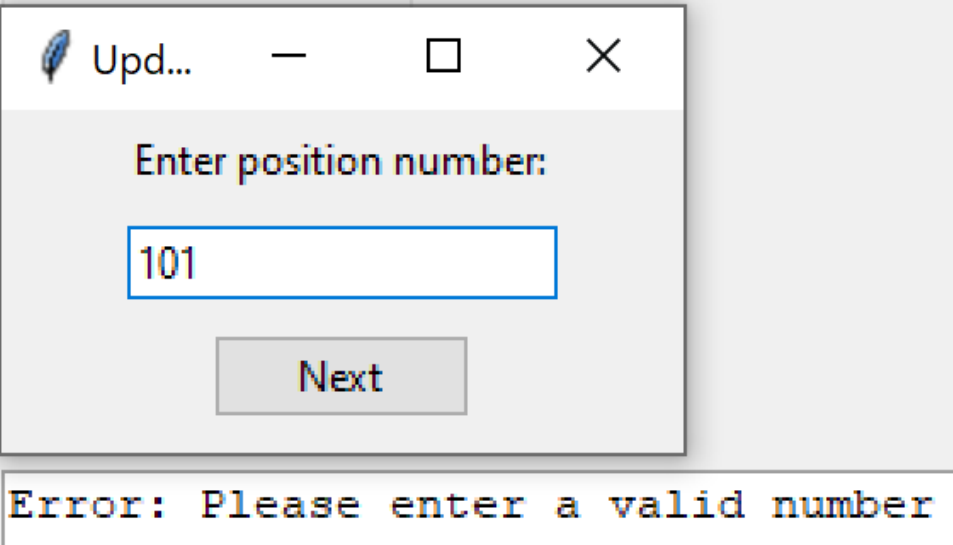 Upd...
Enter position number:
101
Next
Error: Please enter a valid number